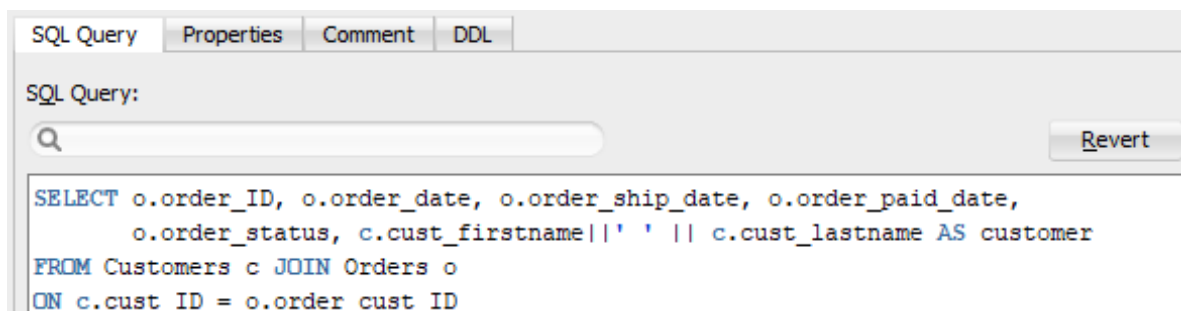 SQL Query Properties Comment DDL
SQL Query:
Revert
SELECT o.order_ID, o.order_date, o.order_ship_date, o.order_paid_date,
o.order_status, c.cust_firstname||' ' || c.cust_lastname AS customer
FROM Customers c JOIN Orders o
ON c.cust_ID = o.order_cust_ID